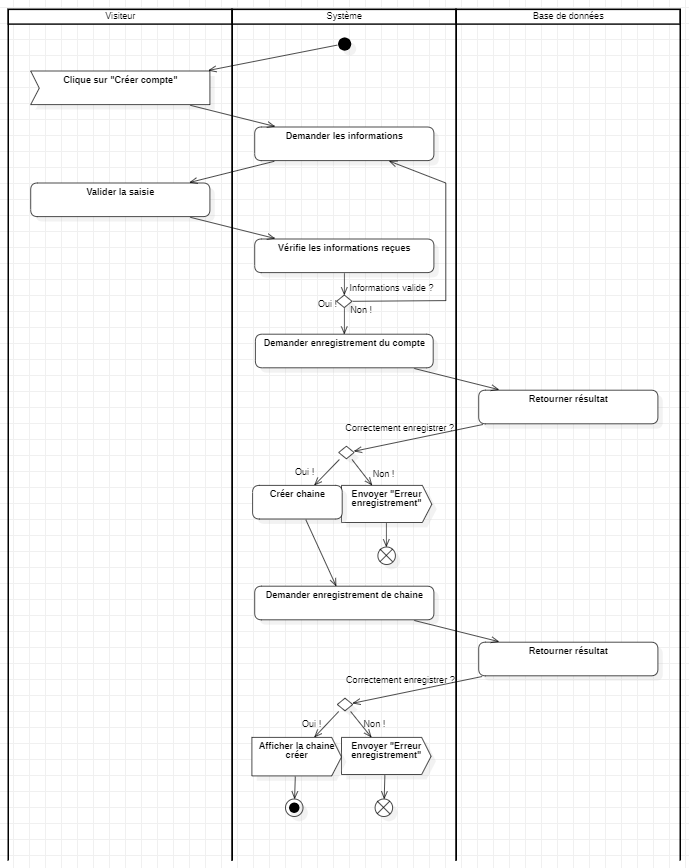 Visiteur
Système
Base de données
Clique sur "Créer compte"
Demander les informations
Valider la saisie
Vérifie les informations reçues
Informations valide ?
Oui !
Non !
Demander enregistrement du compte
Retourner résultat
Correctement enregistrer ?
Oui !
Non !
Créer chaine
Envoyer "Erreur
enregistrement"
Demander enregistrement de chaine
Retourner résultat
Correctement enregistrer ?
Oui !
Non !
Afficher la chaine
créer
Envoyer "Erreur
enregistrement"